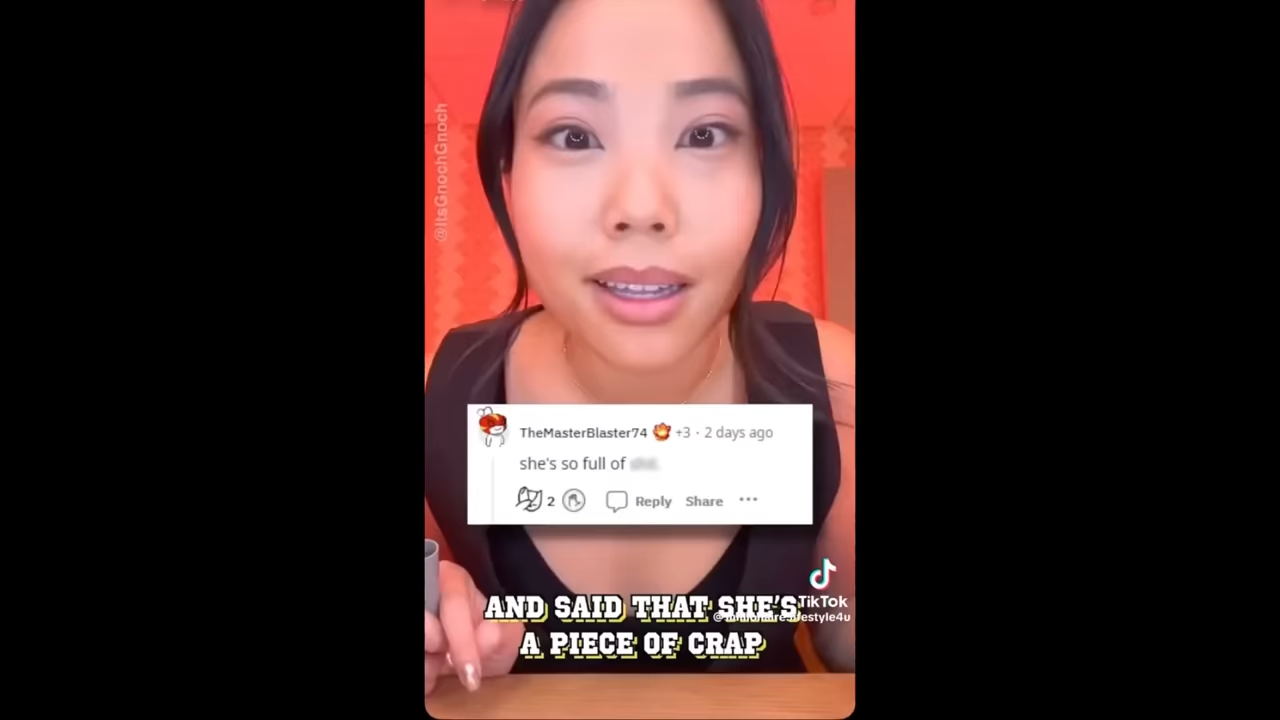 @ItsGnochGnoch
TheMasterBlaster74 +3 · 2 days ago
she's so full of
2 Reply Share
AND SAID THAT SHE'S
A PIECE OF CRAP
TikTok